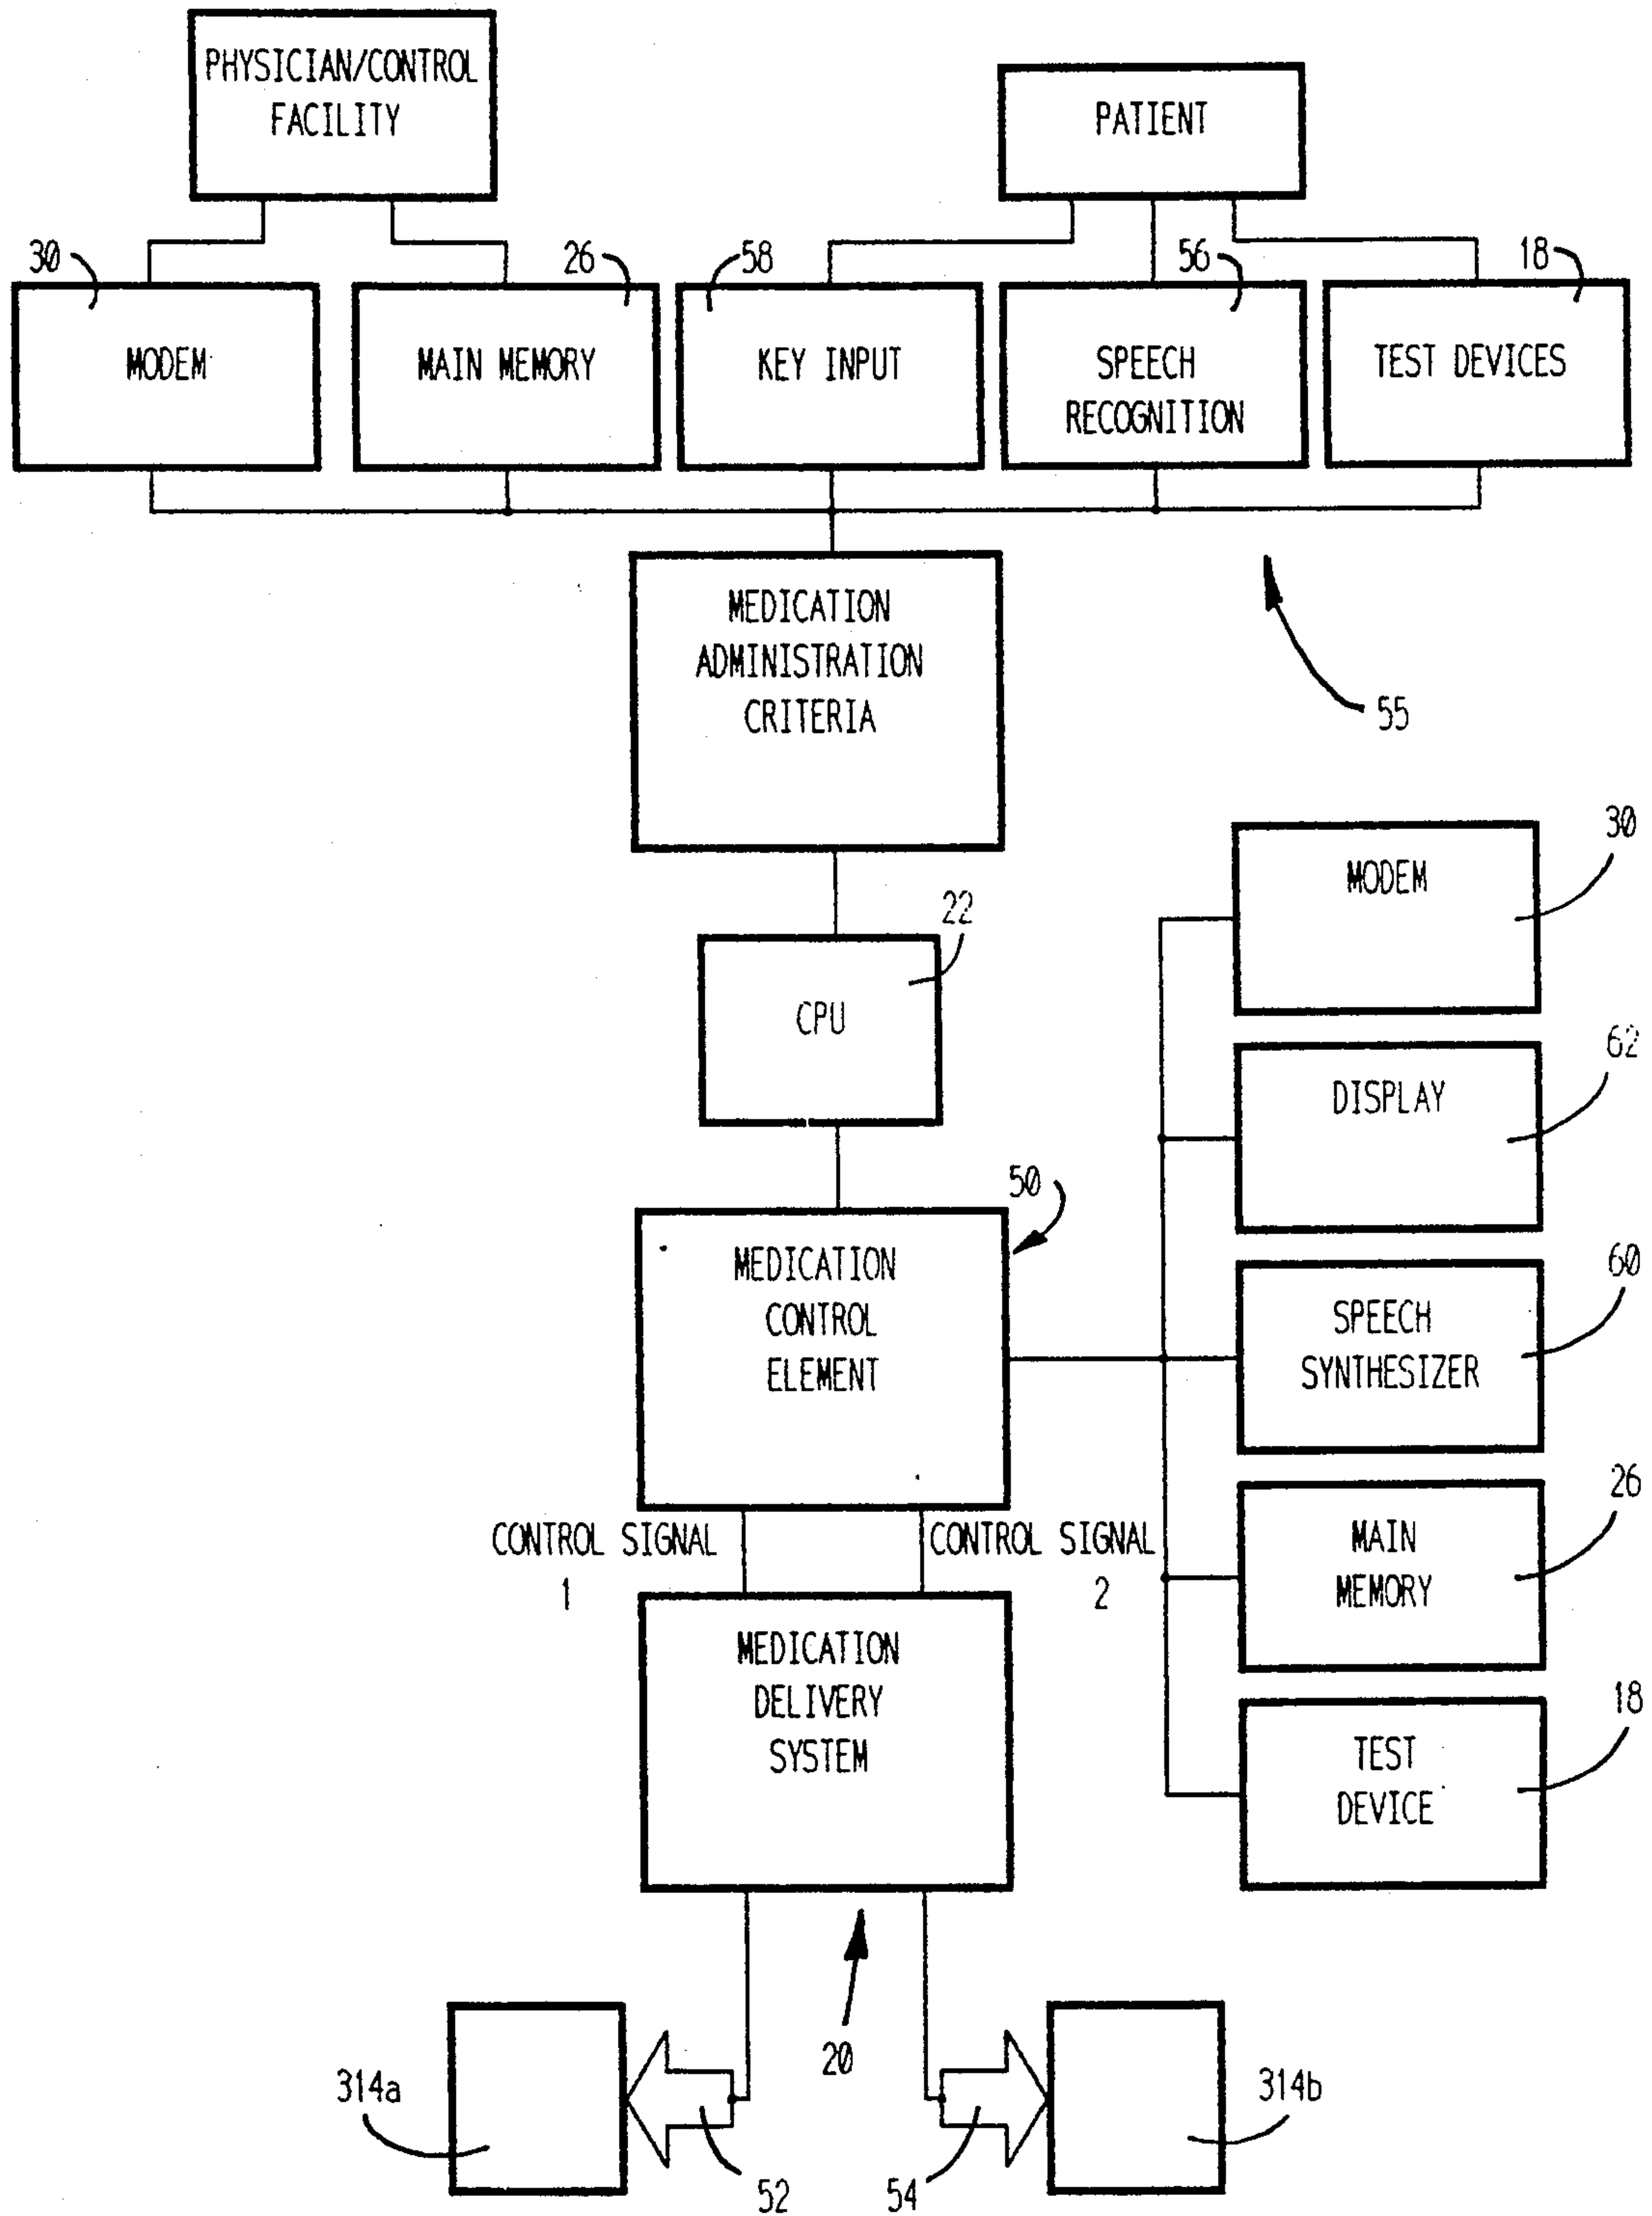 PHYSICIAN/CONTROL
FACILITY
PATIENT
30
26
58
56
18
MODEM
MAIN MEMORY
KEY INPUT
SPEECH
RECOGNITION
TEST DEVICES
MEDICATION
ADMINISTRATION
CRITERIA
55
30
MODEM
22
CPU
62
DISPLAY
50
MEDICATION
CONTROL
ELEMENT
60
SPEECH
SYNTHESIZER
CONTROL SIGNAL
1
CONTROL SIGNAL
2
26
MAIN
MEMORY
MEDICATION
DELIVERY
SYSTEM
18
TEST
DEVICE
20
314a
314b
52
54